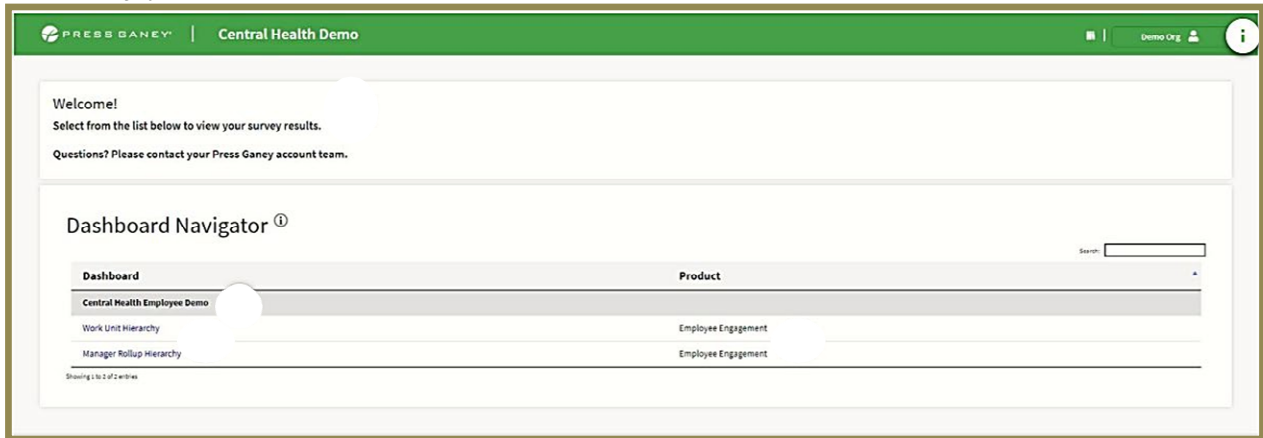 PRESS GANEY | Central Health Demo
Demo Org
i
Welcome!
Select from the list below to view your survey results.
Questions? Please contact your Press Ganey account team.
Dashboard Navigator ⓘ
Search:
Dashboard Product
Central Health Employee Demo
Work Unit Hierarchy Employee Engagement
Manager Rollup Hierarchy Employee Engagement
Showing 1 to 2 of 2 entries